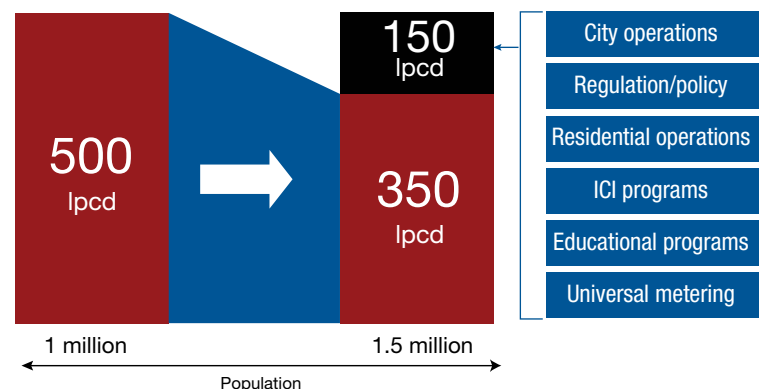 500
lpcd
150
lpcd
350
lpcd
City operations
Regulation/policy
Residential operations
ICI programs
Educational programs
Universal metering
1 million
1.5 million
Population